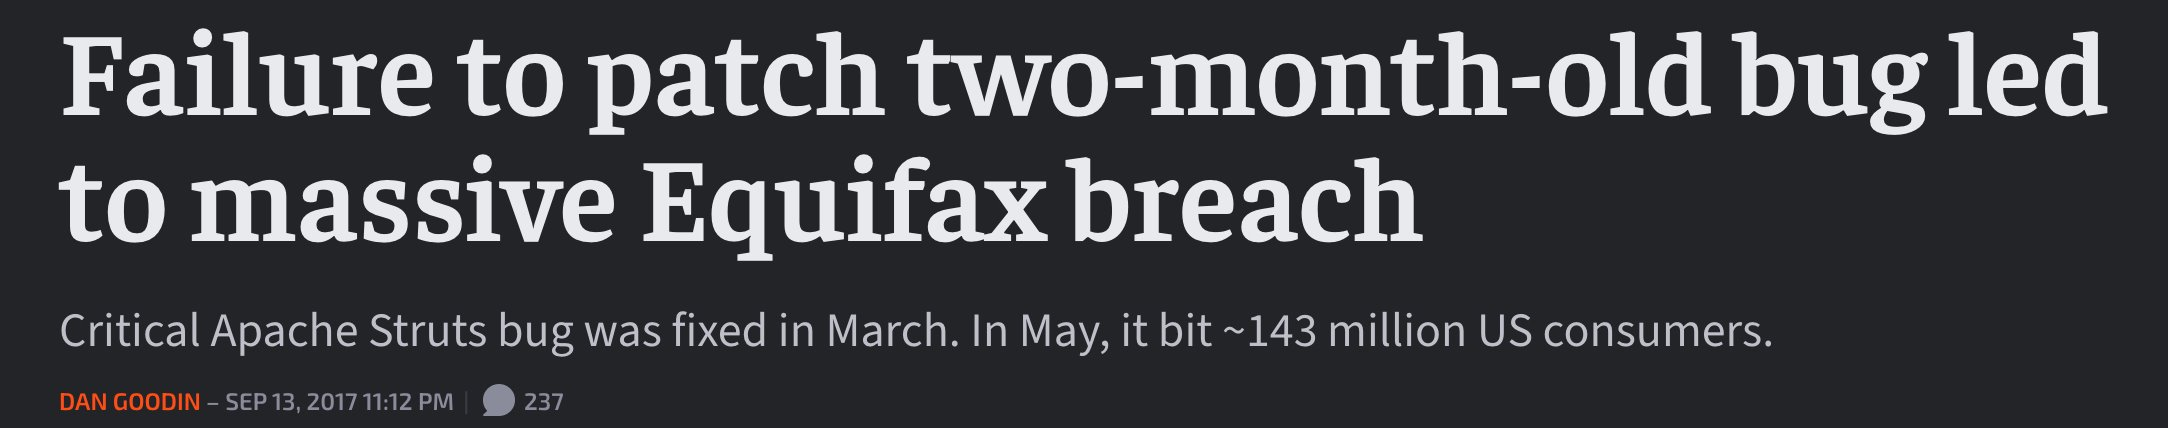 Failure to patch two-month-old bug led
to massive Equifax breach
Critical Apache Struts bug was fixed in March. In May, it bit ~143 million US consumers.
DAN GOODIN – SEP 13, 2017 11:12 PM | 237